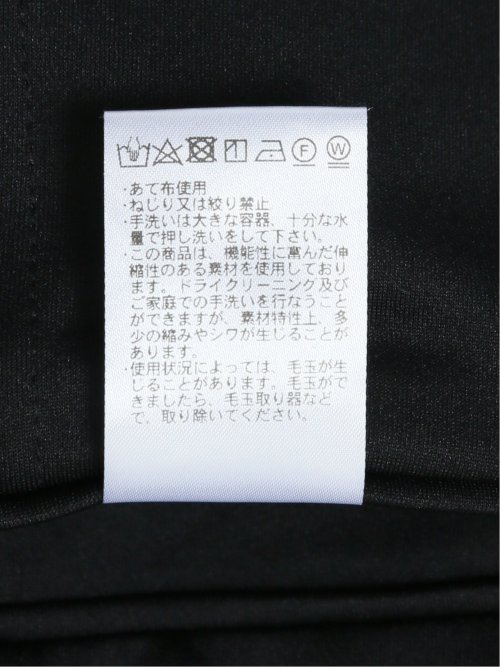 F W
・あて布使用
・ねじり又は絞り禁止
・手洗いは大きな容器、十分な水
量で押し洗いをして下さい。
・この商品は、機能性に富んだ伸
縮性のある素材を使用しており
ます。ドライクリーニング及び
ご家庭での手洗いを行なうこと
ができますが、素材特性上、多
少の縮みやシワが生じることが
あります。
・使用状況によっては、毛玉が生
じることがあります。毛玉がで
きましたら、毛玉取り器など
で、取り除いてください。